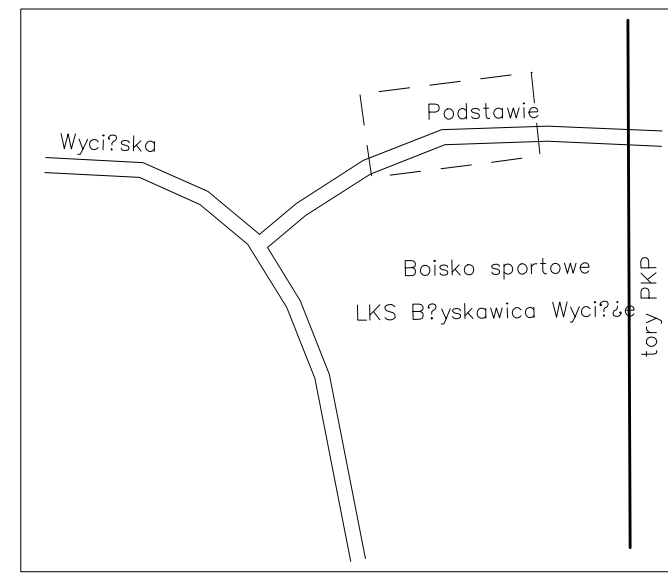 Podstawie
Wyci?ska
Boisko sportowe
LKS B?yskawica Wyci?¿e
tory PKP